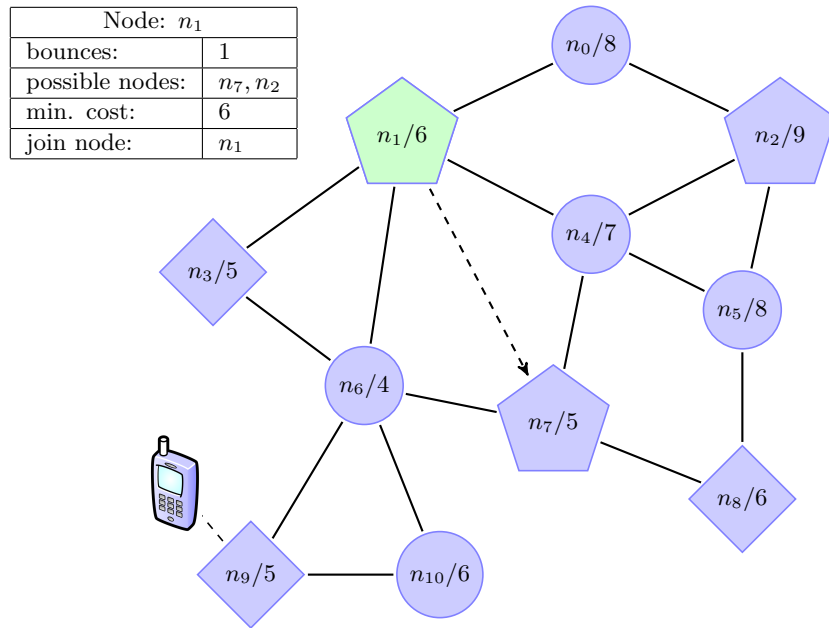 Node: n₁
bounces: 1
possible nodes: n₇, n₂
min. cost: 6
join node: n₁
n₀/8
n₁/6
n₂/9
n₄/7
n₃/5
n₅/8
n₆/4
n₇/5
n₈/6
n₉/5
n₁₀/6